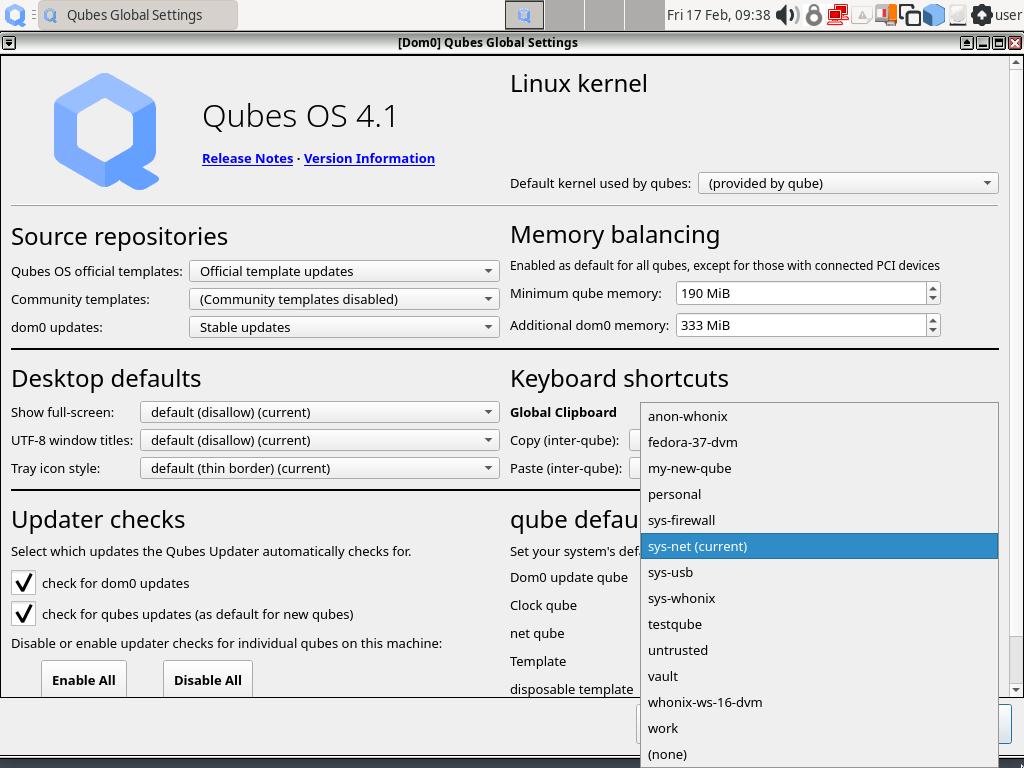 Qubes Global Settings
Fri 17 Feb, 09:38
user
[Dom0] Qubes Global Settings
Qubes OS 4.1
Release Notes · Version Information
Linux kernel
Default kernel used by qubes: (provided by qube)
Source repositories
Qubes OS official templates: Official template updates
Community templates: (Community templates disabled)
dom0 updates: Stable updates
Memory balancing
Enabled as default for all qubes, except for those with connected PCI devices
Minimum qube memory: 190 MiB
Additional dom0 memory: 333 MiB
Desktop defaults
Show full-screen: default (disallow) (current)
UTF-8 window titles: default (disallow) (current)
Tray icon style: default (thin border) (current)
Keyboard shortcuts
Global Clipboard
Copy (inter-qube):
Paste (inter-qube):
Updater checks
Select which updates the Qubes Updater automatically checks for.
check for dom0 updates
check for qubes updates (as default for new qubes)
Disable or enable updater checks for individual qubes on this machine:
Enable All
Disable All
qube defau
Set your system's def
Dom0 update qube
Clock qube
net qube
Template
disposable template
anon-whonix
fedora-37-dvm
my-new-qube
personal
sys-firewall
sys-net (current)
sys-usb
sys-whonix
testqube
untrusted
vault
whonix-ws-16-dvm
work
(none)